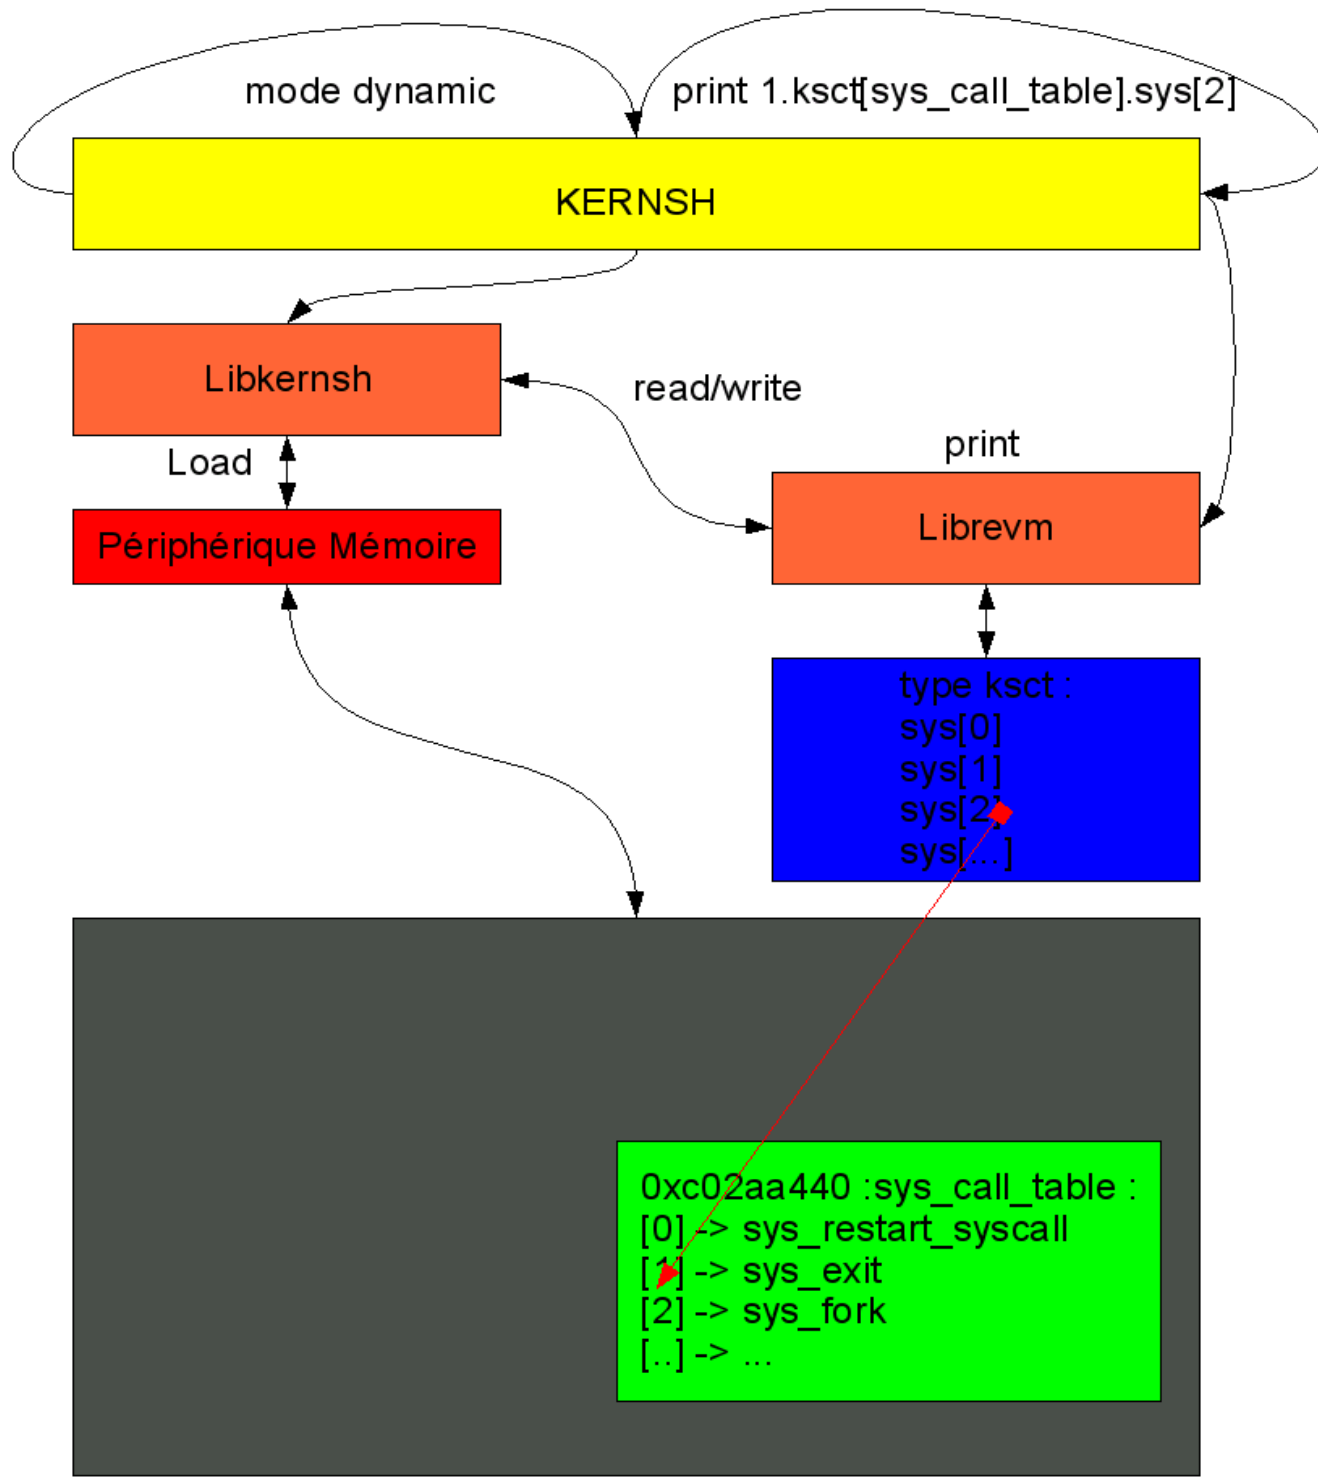 mode dynamic
print 1.ksct[sys_call_table].sys[2]
KERNSH
Libkernsh
read/write
Load
print
Périphérique Mémoire
Librevm
type ksct :
sys[0]
sys[1]
sys[2]
sys[...]
0xc02aa440 :sys_call_table :
[0] -> sys_restart_syscall
[1] -> sys_exit
[2] -> sys_fork
[..] -> ...